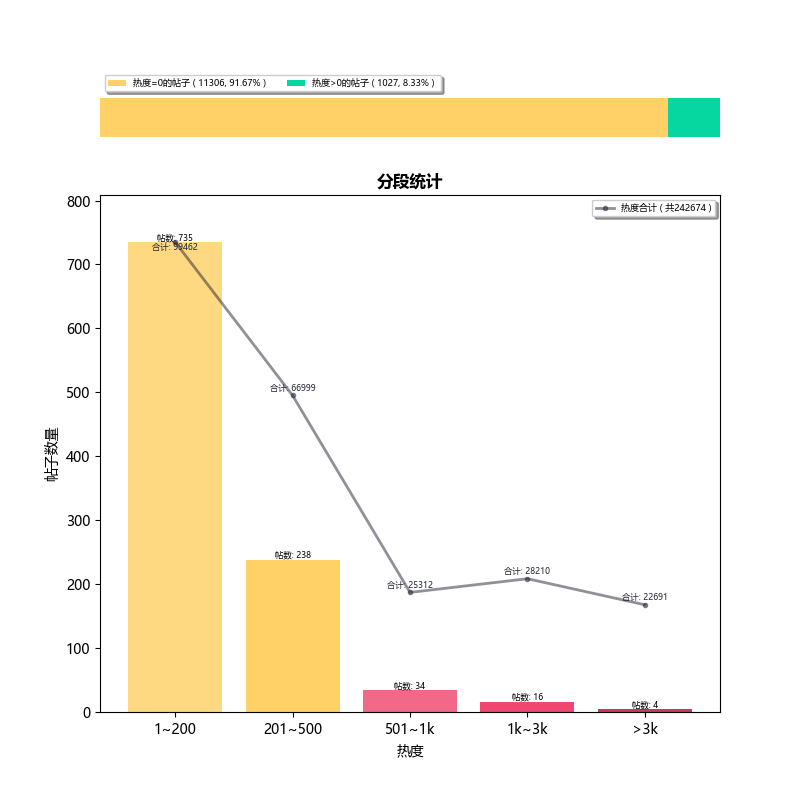 热度=0的帖子 ( 11306, 91.67% )
热度>0的帖子 ( 1027, 8.33% )
分段统计
热度合计 ( 共242674 )
800
700
600
500
400
300
200
100
0
帖子数量
帖数: 735
合计: 99462
合计: 66999
帖数: 238
合计: 25312
帖数: 34
合计: 28210
帖数: 16
合计: 22691
帖数: 4
1~200
201~500
501~1k
1k~3k
>3k
热度